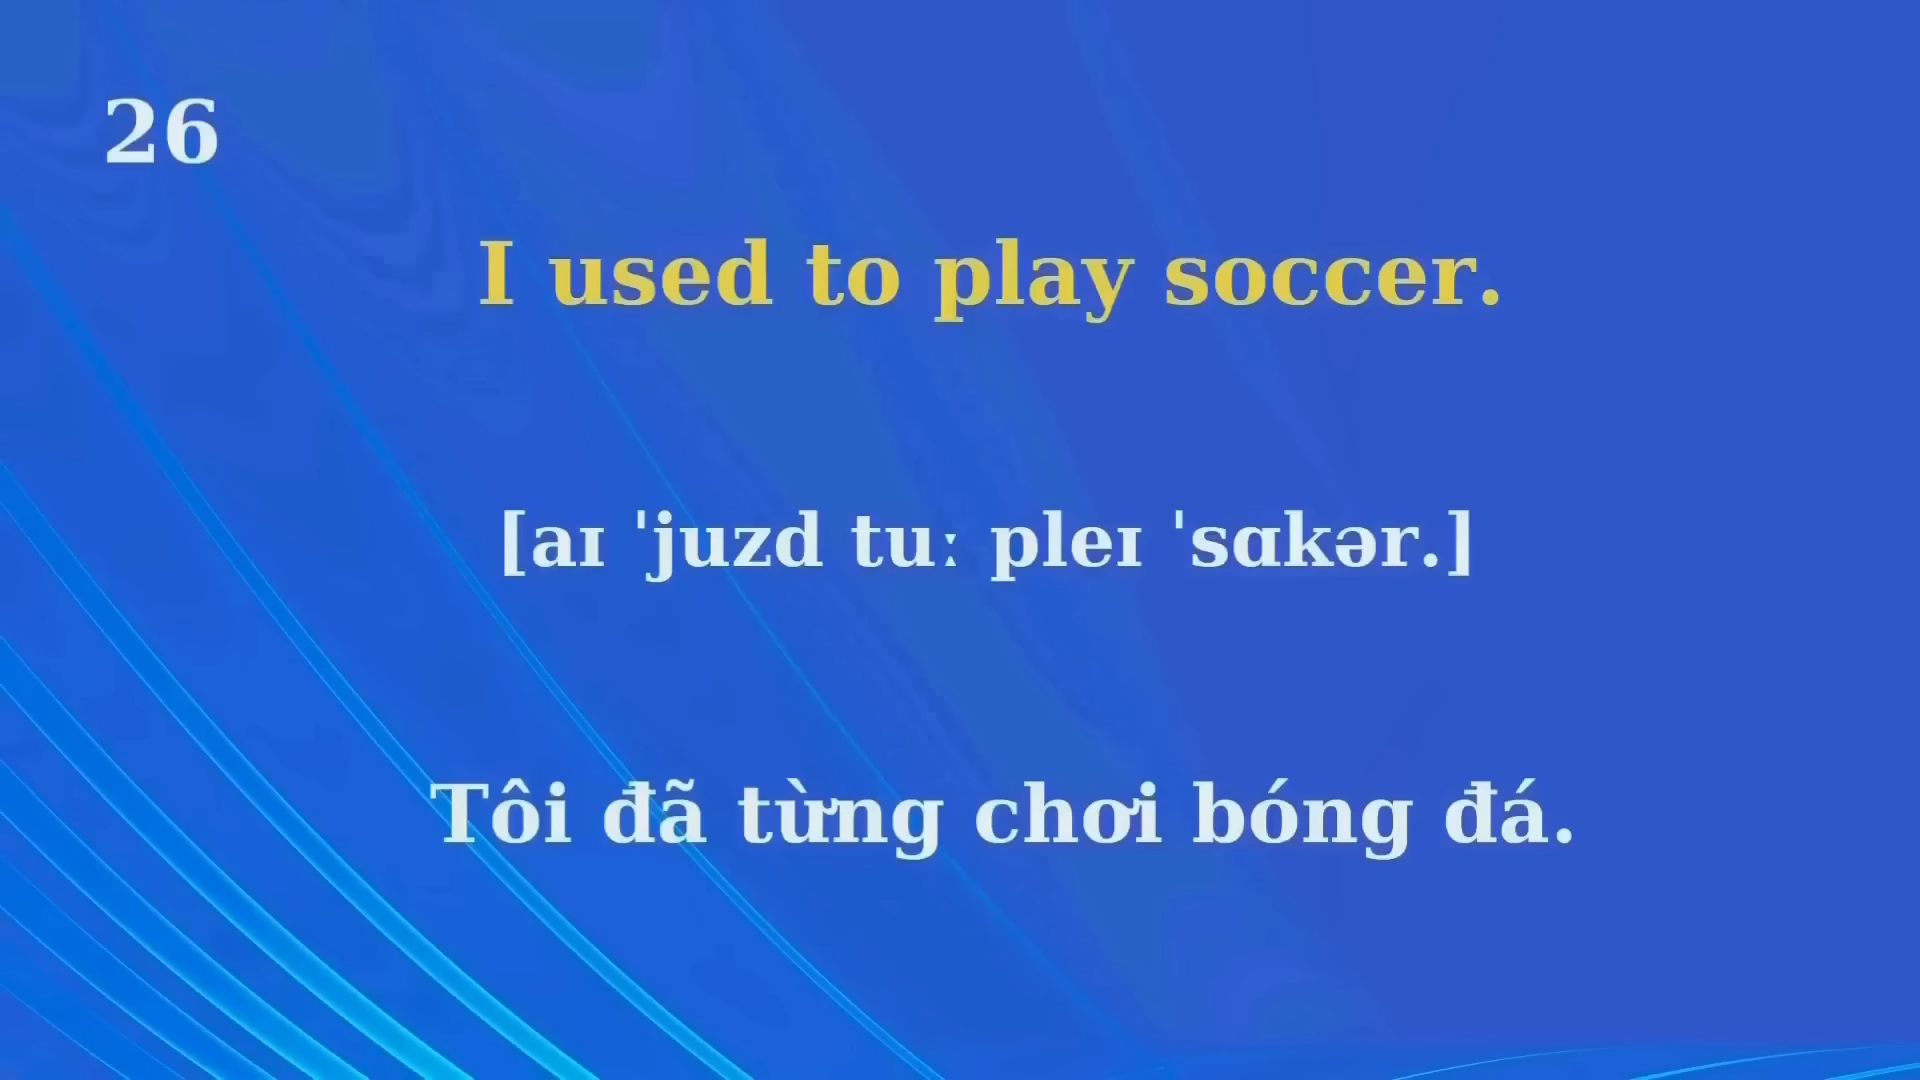 26
I used to play soccer.
[aɪ ˈjuzd tuː pleɪ ˈsɑkər.]
Tôi đã từng chơi bóng đá.